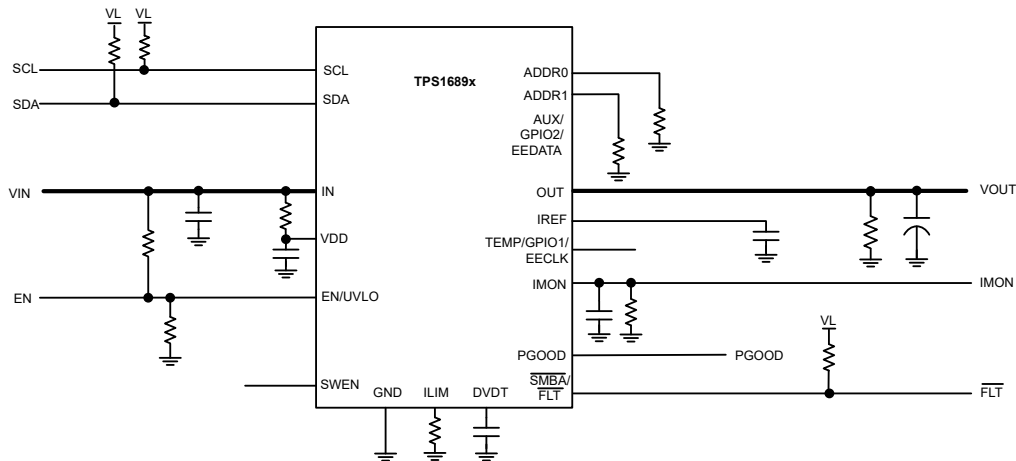 VL
VL
SCL
SCL
TPS1689x
ADDR0
SDA
SDA
ADDR1
AUX/
GPIO2/
EEDATA
VIN
IN
OUT
VOUT
IREF
VDD
TEMP/GPIO1/
EECLK
IMON
IMON
EN
EN/UVLO
VL
PGOOD
PGOOD
SWEN
SMBA/
FLT
FLT
GND
ILIM
DVDT